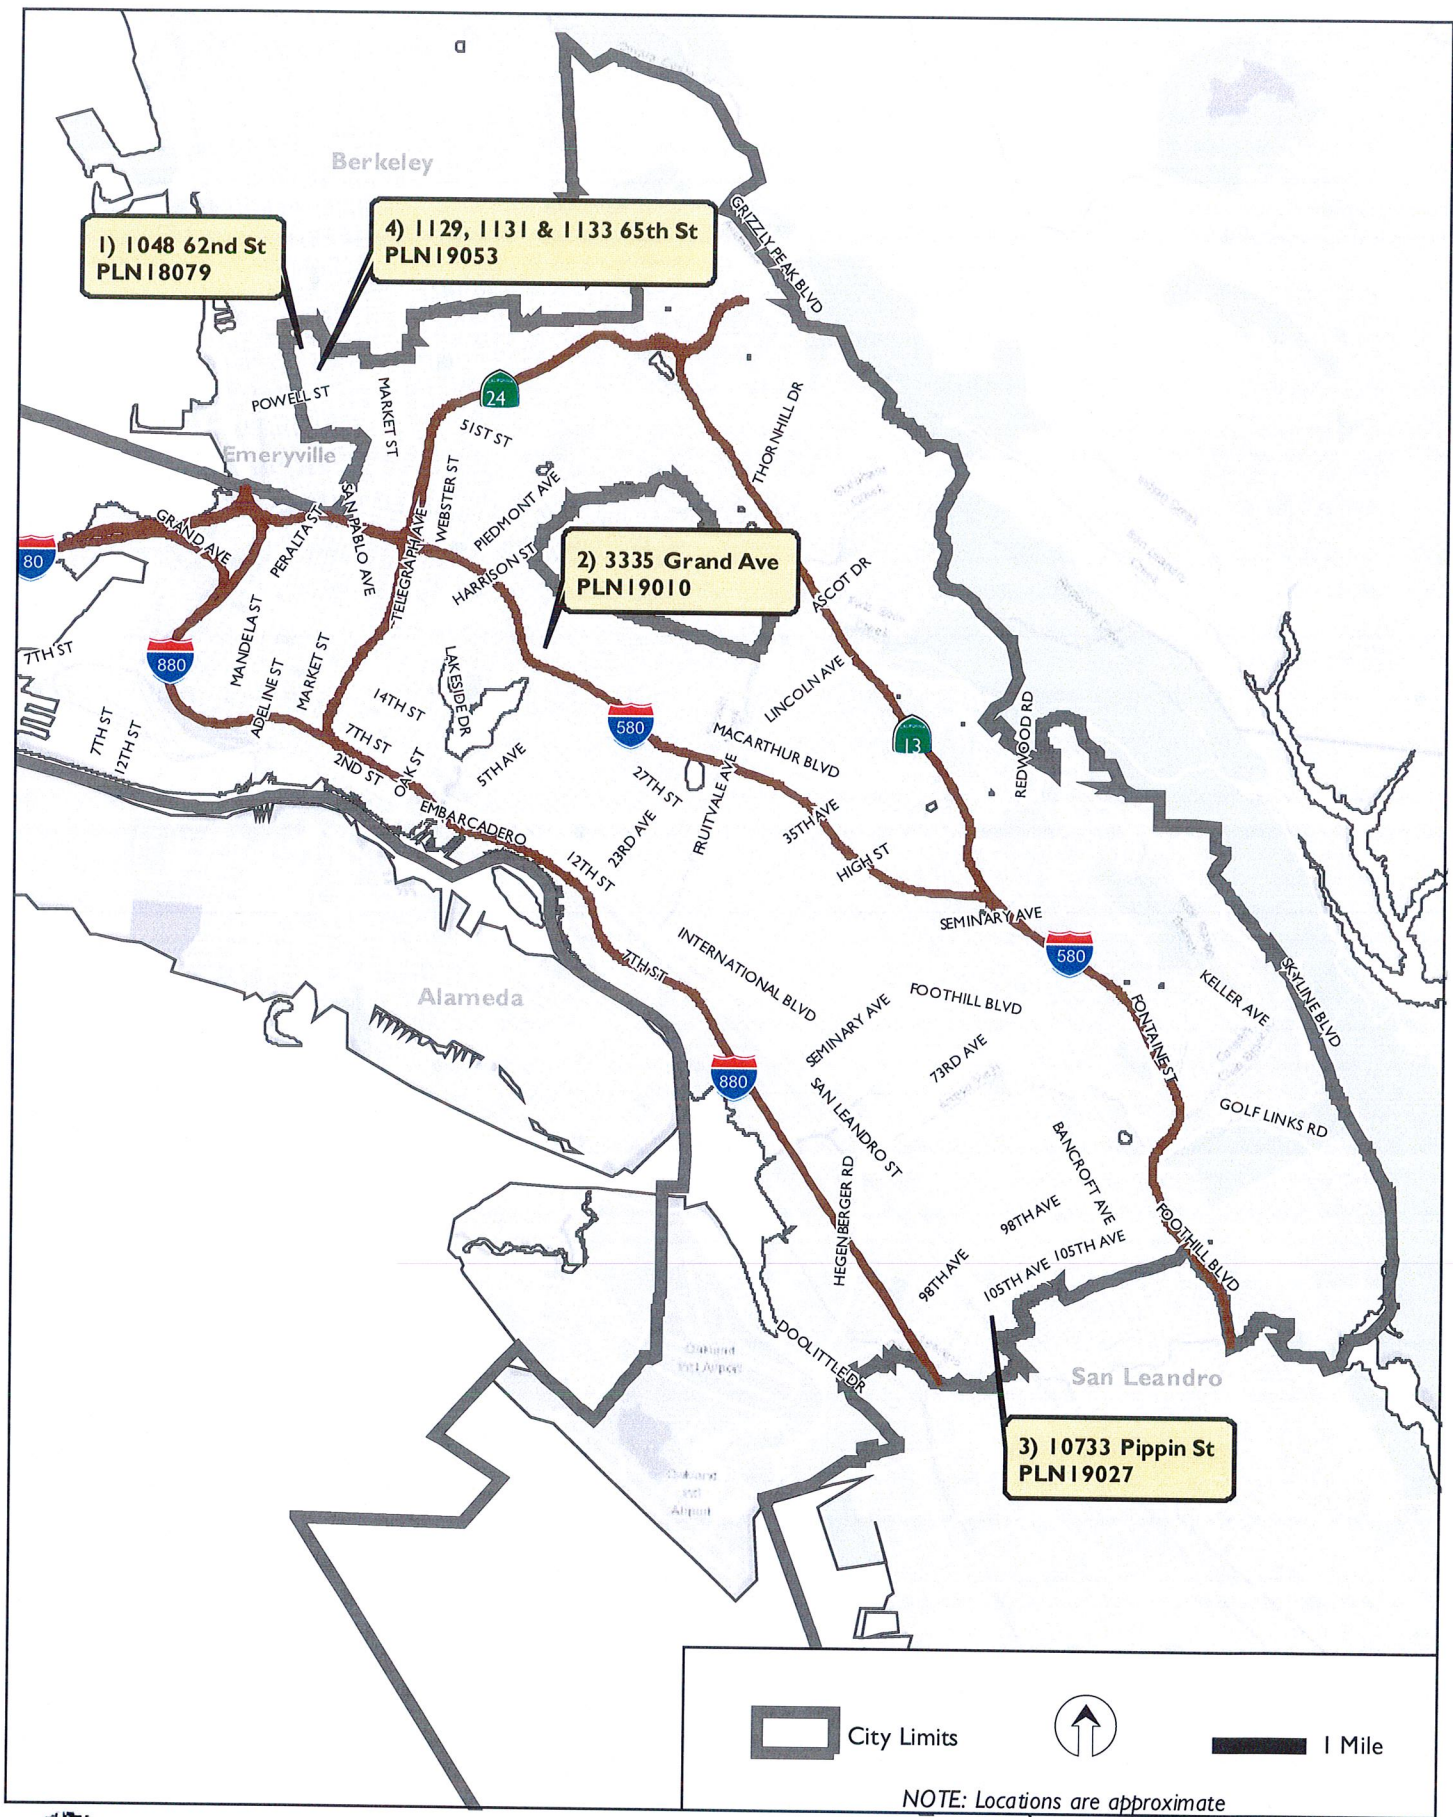 Berkeley
1) 1048 62nd St
PLN18079
4) 1129, 1131 & 1133 65th St
PLN19053
GRIZZLY PEAK BLVD
24
POWELL ST
MARKET ST
51ST ST
THORNHILL DR
Emeryville
SAN PABLO AVE
WEBSTER ST
PIEDMONT AVE
GRAND AVE
PERALTA ST
TELEGRAPH AVE
HARRISON ST
80
2) 3335 Grand Ave
PLN19010
ASCOT DR
7TH ST
880
MANDELA ST
ADELINE ST
MARKET ST
LAKESIDE DR
14TH ST
LINCOLN AVE
7TH ST
12TH ST
7TH ST
2ND ST
OAK ST
5TH AVE
580
MACARTHUR BLVD
13
REDWOOD RD
27TH ST
FRUITVALE AVE
EMBARCADERO
12TH ST
23RD AVE
35TH AVE
HIGH ST
SEMINARY AVE
580
7TH ST
INTERNATIONAL BLVD
Alameda
SEMINARY AVE
FOOTHILL BLVD
FONTAINE ST
KELLER AVE
SKYLINE BLVD
73RD AVE
880
SAN LEANDRO ST
GOLF LINKS RD
HEGENBERGER RD
BANCROFT AVE
98TH AVE
98TH AVE
105TH AVE
105TH AVE
FOOTHILL BLVD
DOOLITTLE DR
Oakland
Intl Airport
San Leandro
3) 10733 Pippin St
PLN19027
Oakland
Intl
Airport
City Limits
1 Mile
NOTE: Locations are approximate